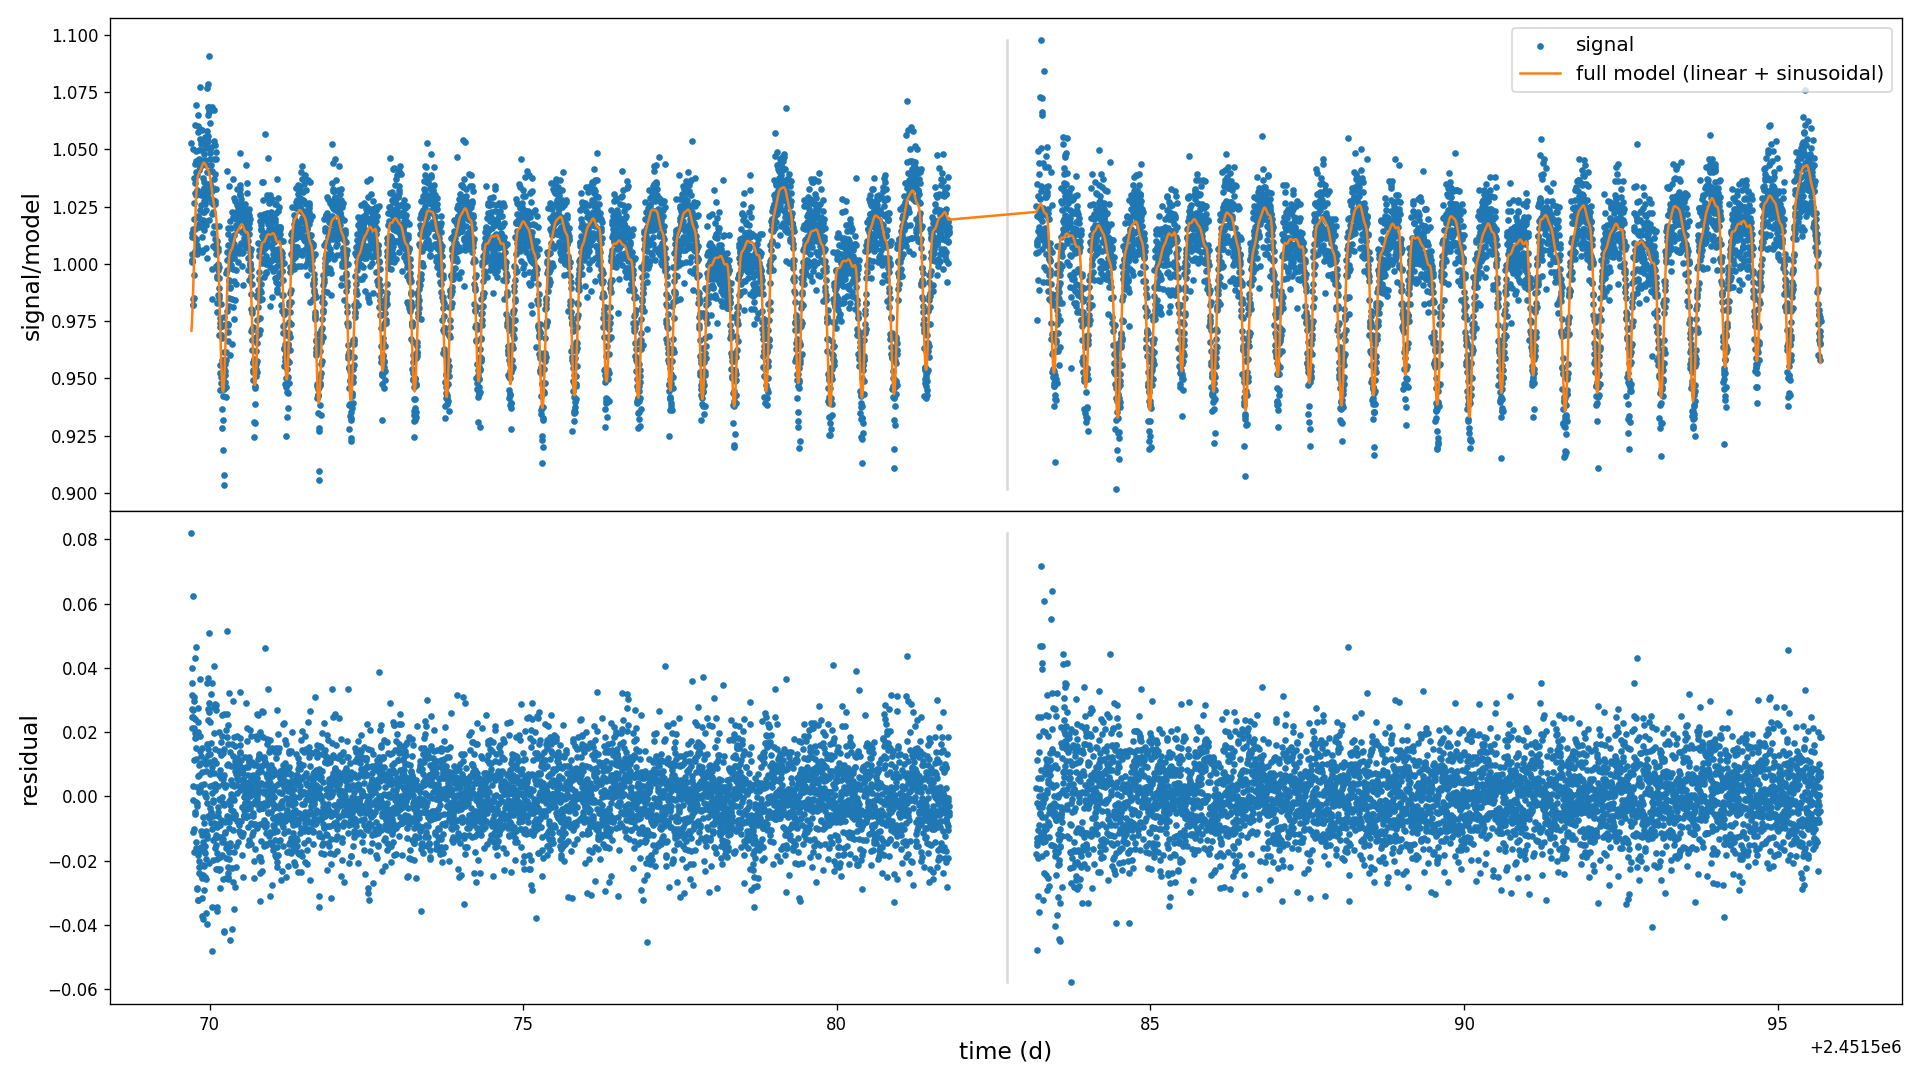 signal/model
1.100
1.075
1.050
1.025
1.000
0.975
0.950
0.925
0.900
signal
full model (linear + sinusoidal)
residual
0.08
0.06
0.04
0.02
0.00
−0.02
−0.04
−0.06
70 75 80 85 90 95
time (d)
+2.4515e6